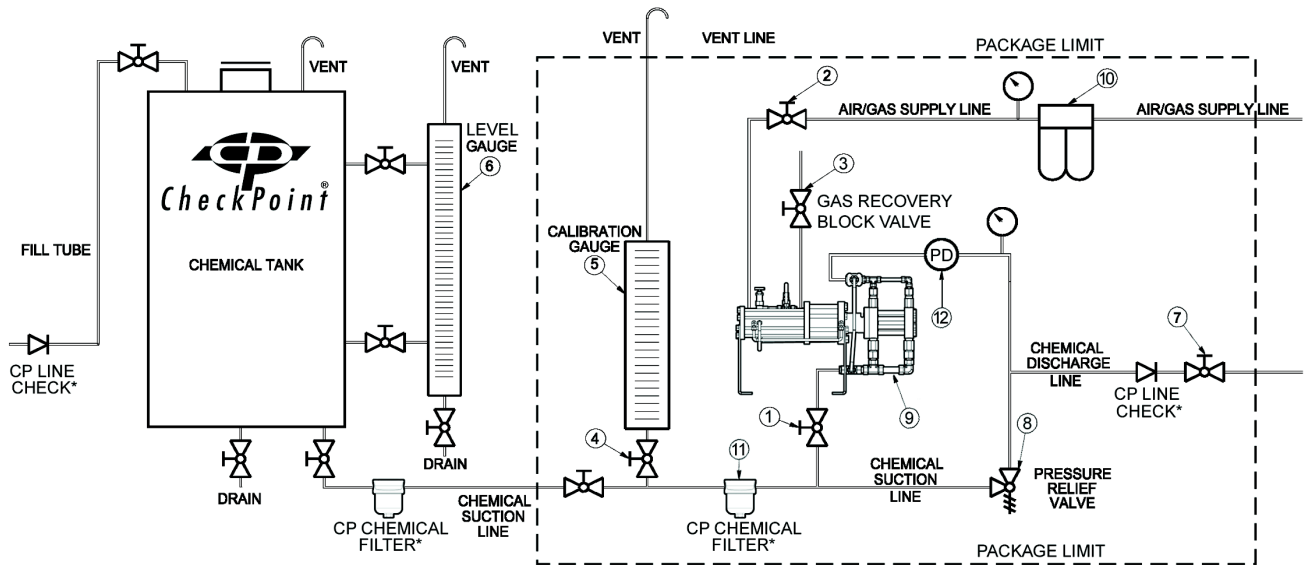 VENT
VENT
VENT
VENT LINE
PACKAGE LIMIT
2
10
AIR/GAS SUPPLY LINE
AIR/GAS SUPPLY LINE
LEVEL
GAUGE
6
CP
CheckPoint®
3
GAS RECOVERY
BLOCK VALVE
FILL TUBE
CHEMICAL TANK
CALIBRATION
GAUGE
5
PD
12
7
CP LINE
CHECK*
CHEMICAL
DISCHARGE
LINE
CP LINE
CHECK*
1
9
4
11
8
DRAIN
DRAIN
CHEMICAL
SUCTION
LINE
CHEMICAL
SUCTION
LINE
PRESSURE
RELIEF
VALVE
CP CHEMICAL
FILTER*
CP CHEMICAL
FILTER*
PACKAGE LIMIT